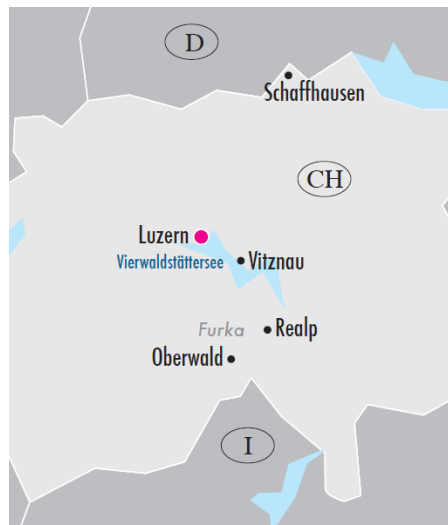 D
Schaffhausen
CH
Luzern
Vierwaldstättersee
Vitznau
Furka
Realp
Oberwald
I